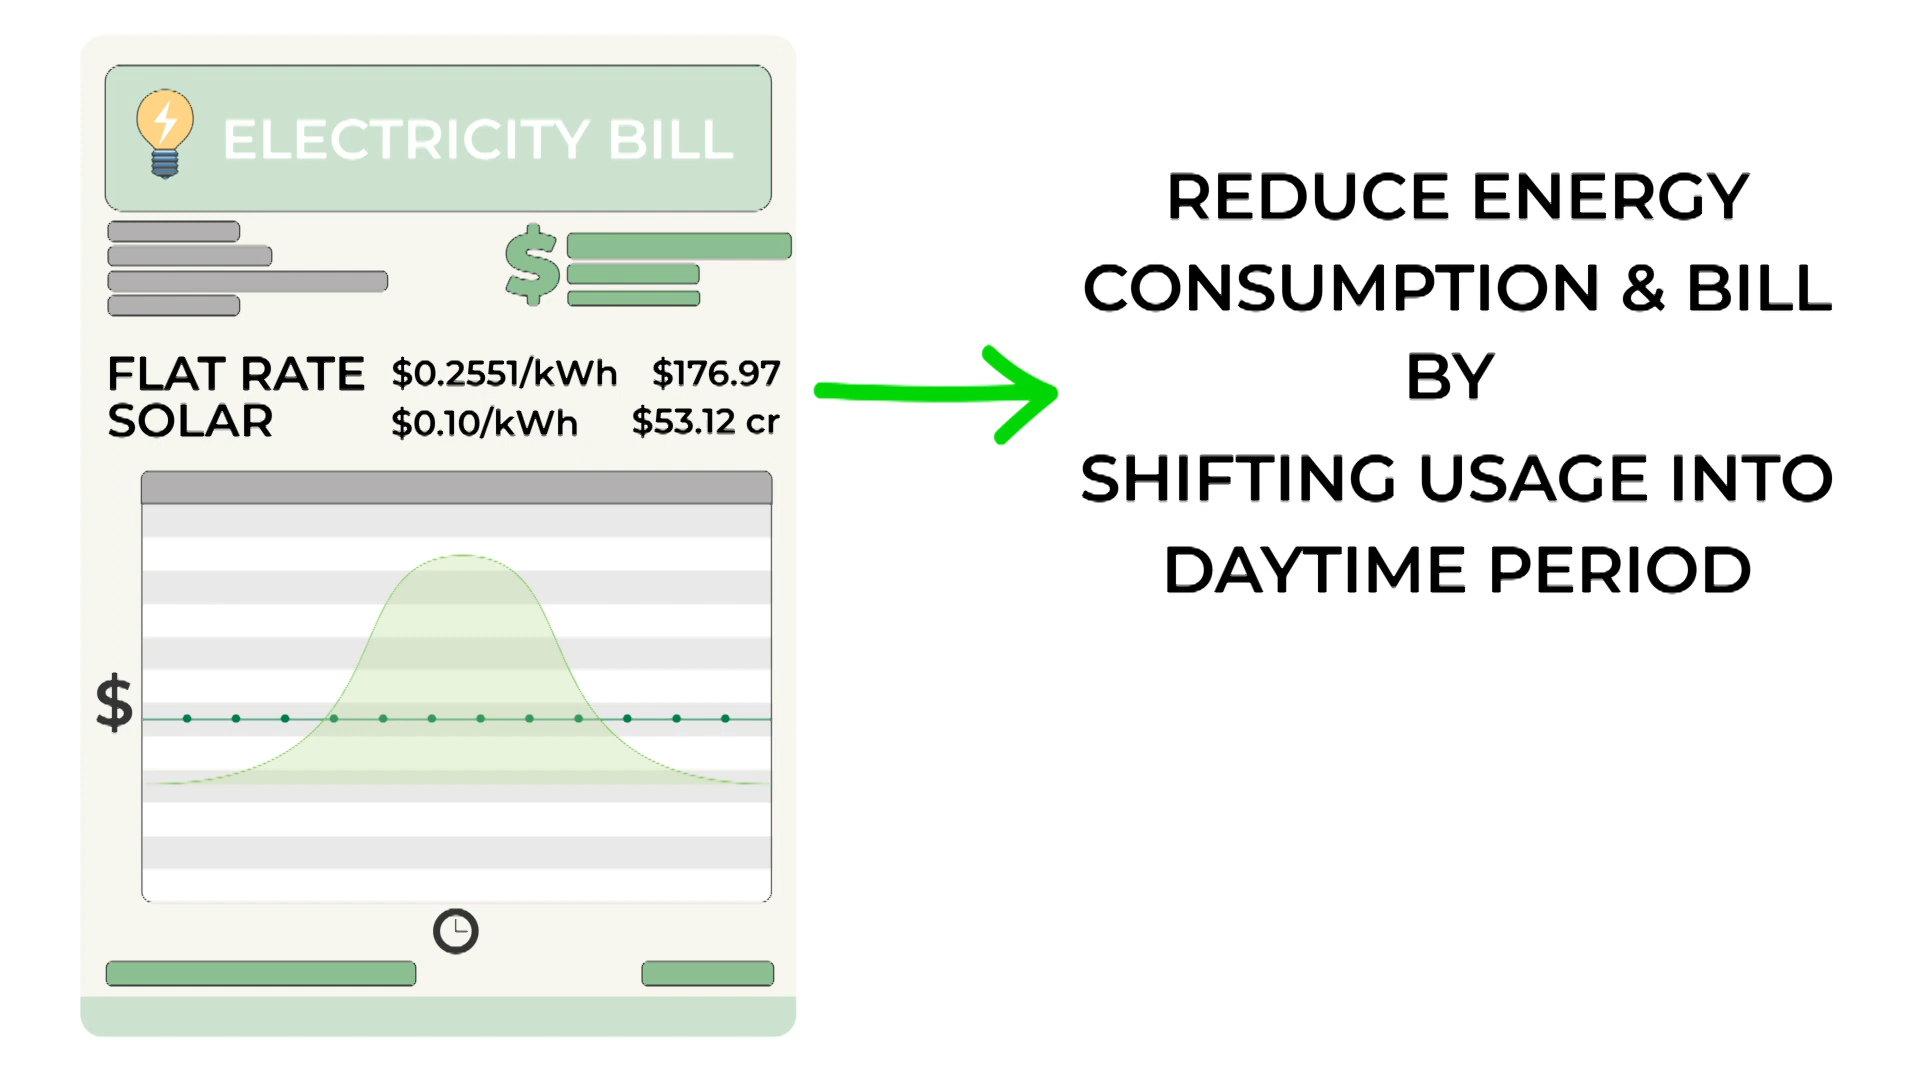 ELECTRICITY BILL
$
FLAT RATE $0.2551/kWh $176.97
SOLAR $0.10/kWh $53.12 cr
$
REDUCE ENERGY
CONSUMPTION & BILL
BY
SHIFTING USAGE INTO
DAYTIME PERIOD